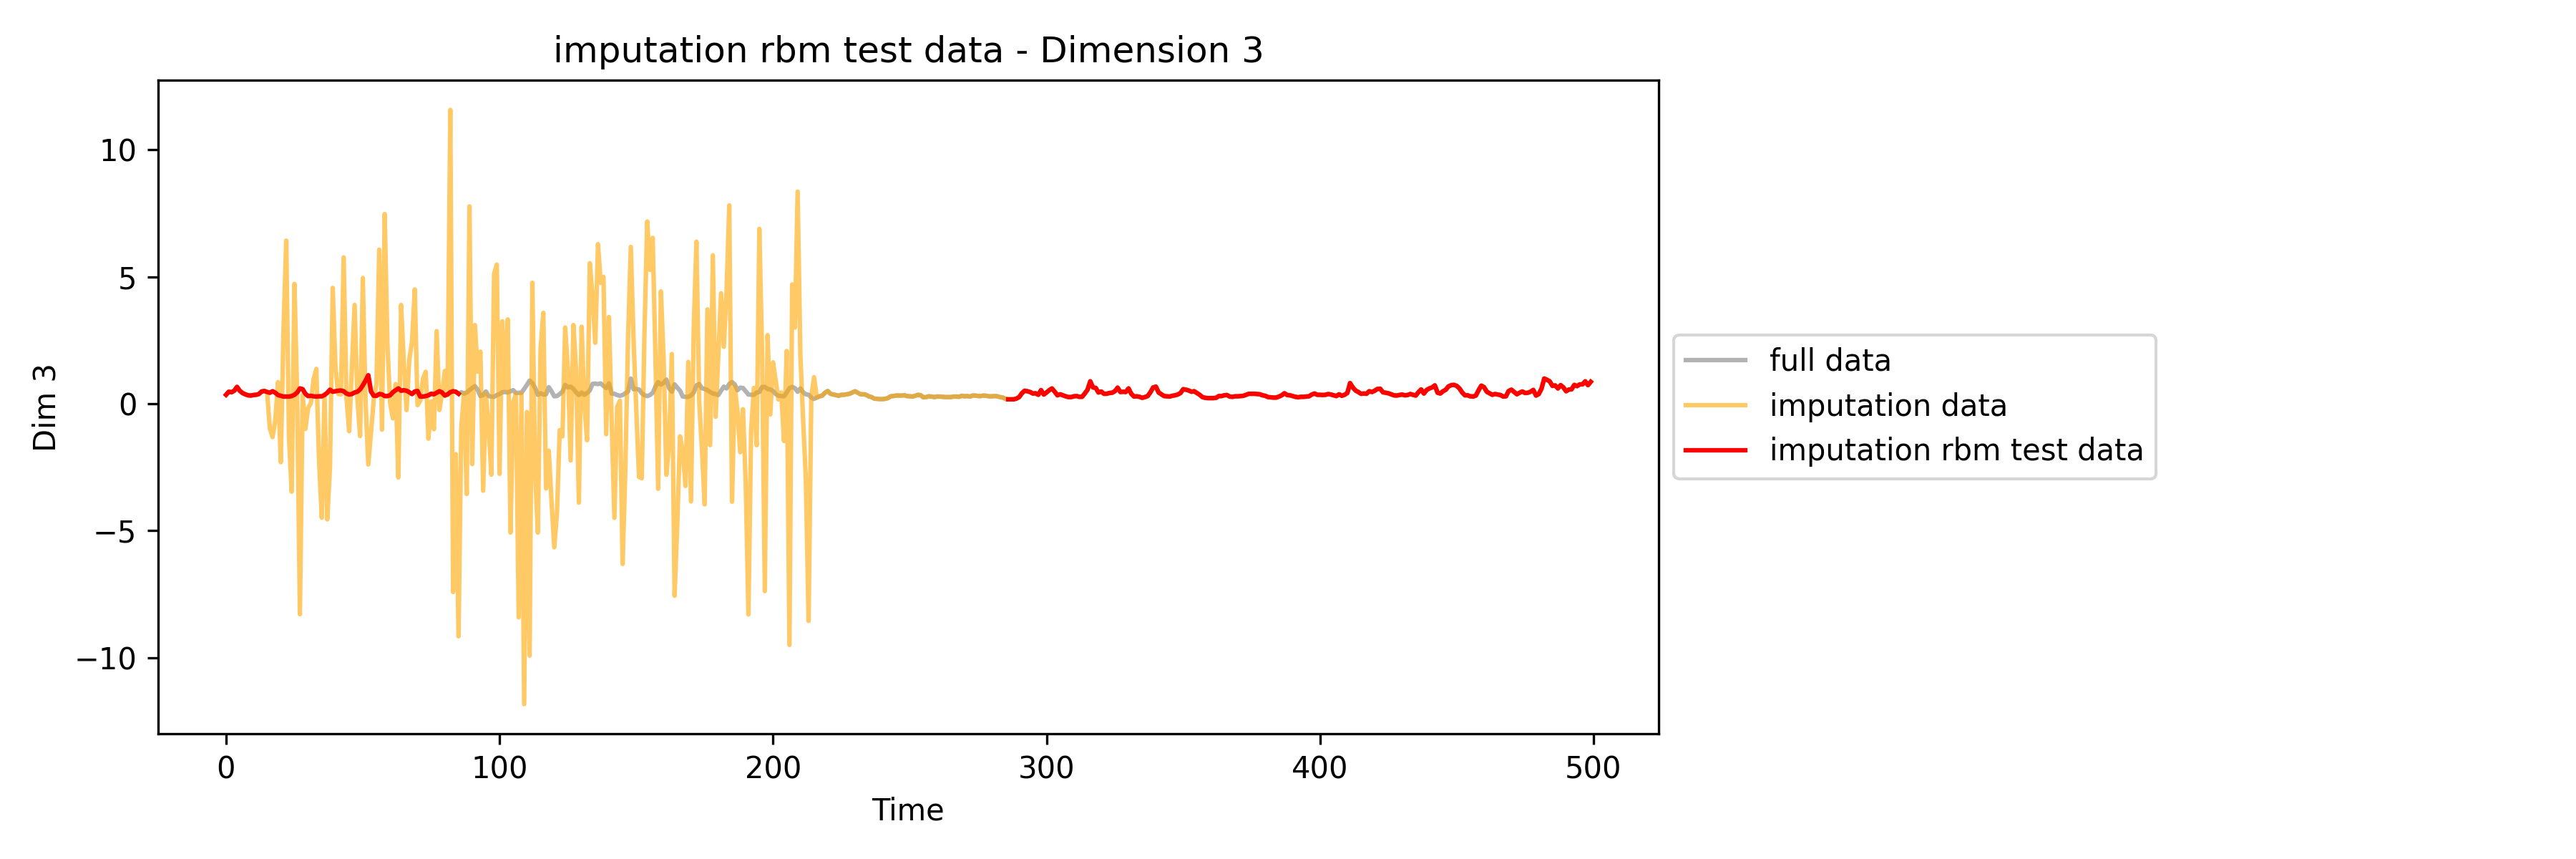 imputation rbm test data - Dimension 3
10
5
0
−5
−10
Dim 3
0
100
200
300
400
500
Time
full data
imputation data
imputation rbm test data